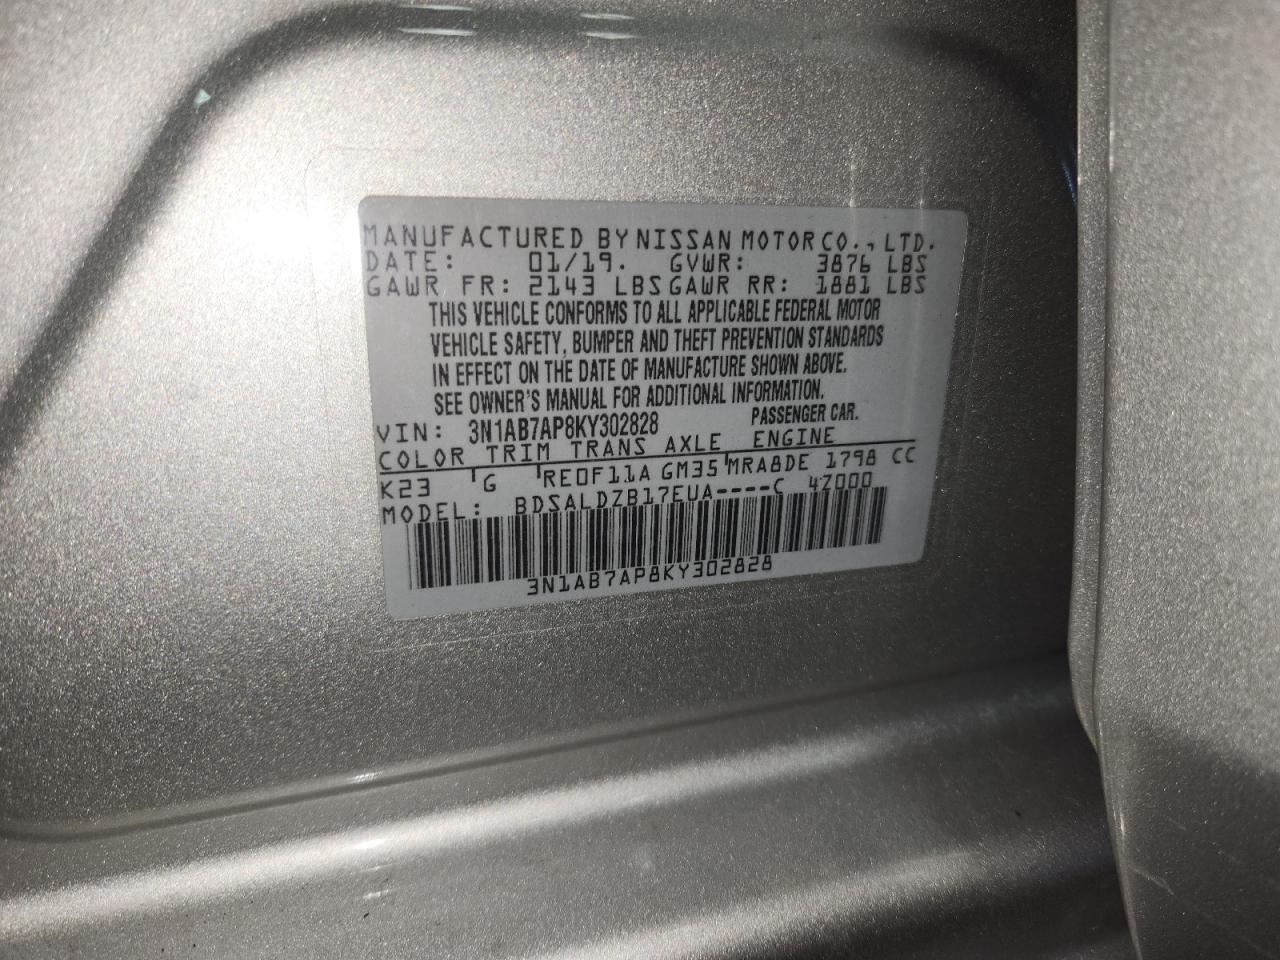 MANUFACTURED BY NISSAN MOTOR CO., LTD.
DATE: 01/19. GVWR: 3876 LBS
GAWR FR: 2143 LBS GAWR RR: 1881 LBS
THIS VEHICLE CONFORMS TO ALL APPLICABLE FEDERAL MOTOR
VEHICLE SAFETY, BUMPER AND THEFT PREVENTION STANDARDS
IN EFFECT ON THE DATE OF MANUFACTURE SHOWN ABOVE.
SEE OWNER'S MANUAL FOR ADDITIONAL INFORMATION.
VIN: 3N1AB7AP8KY302828 PASSENGER CAR.
COLOR TRIM TRANS AXLE ENGINE
K23 G RE0F11A GM35 MRA8DE 1798 CC
MODEL: BDSALDZB17EUA----C 4Z000
3N1AB7AP8KY302828